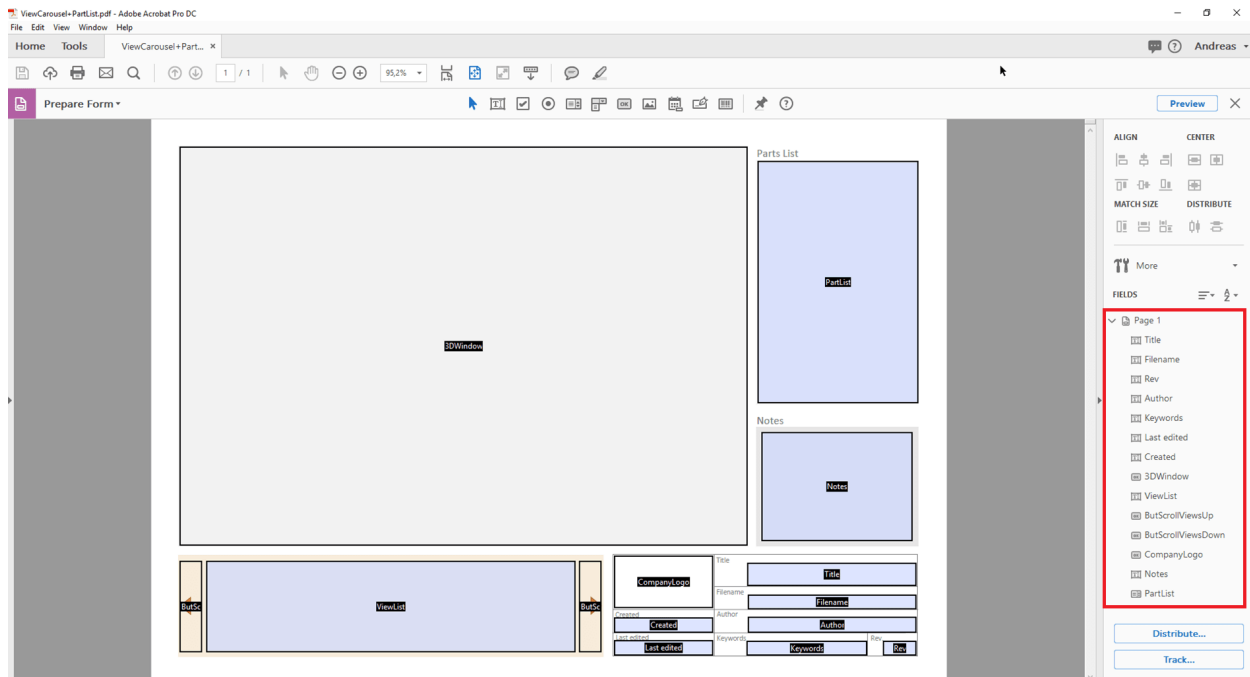 ViewCarousel+PartList.pdf - Adobe Acrobat Pro DC
File Edit View Window Help
Home Tools ViewCarousel+Part... × Andreas
1 / 1 95,2%
Prepare Form Preview
Parts List
PartList
3DWindow
Notes
Notes
ButSc
ViewList
ButSc
CompanyLogo
Title
Title
Filename
Filename
Created
Created
Author
Author
Last edited
Last edited
Keywords
Keywords
Rev
Rev
ALIGN CENTER
MATCH SIZE DISTRIBUTE
More
FIELDS
Page 1
Title
Filename
Rev
Author
Keywords
Last edited
Created
3DWindow
ViewList
ButScrollViewsUp
ButScrollViewsDown
CompanyLogo
Notes
PartList
Distribute...
Track...